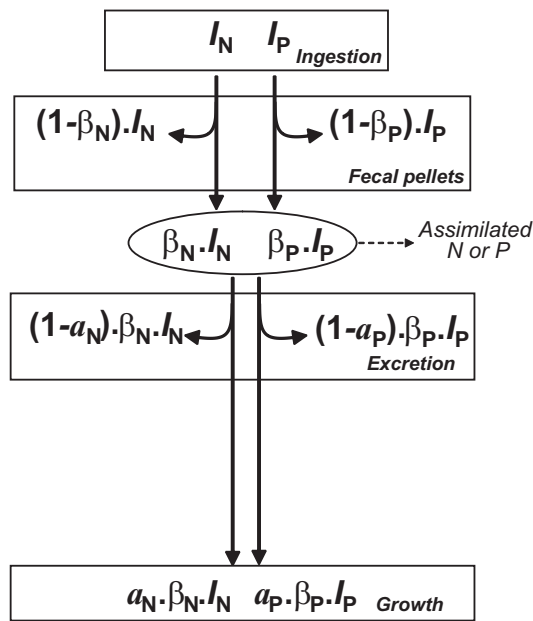 I_N I_P Ingestion
(1-β_N).I_N (1-β_P).I_P
Fecal pellets
β_N.I_N β_P.I_P
Assimilated
N or P
(1-a_N).β_N.I_N (1-a_P).β_P.I_P
Excretion
a_N.β_N.I_N a_P.β_P.I_P Growth